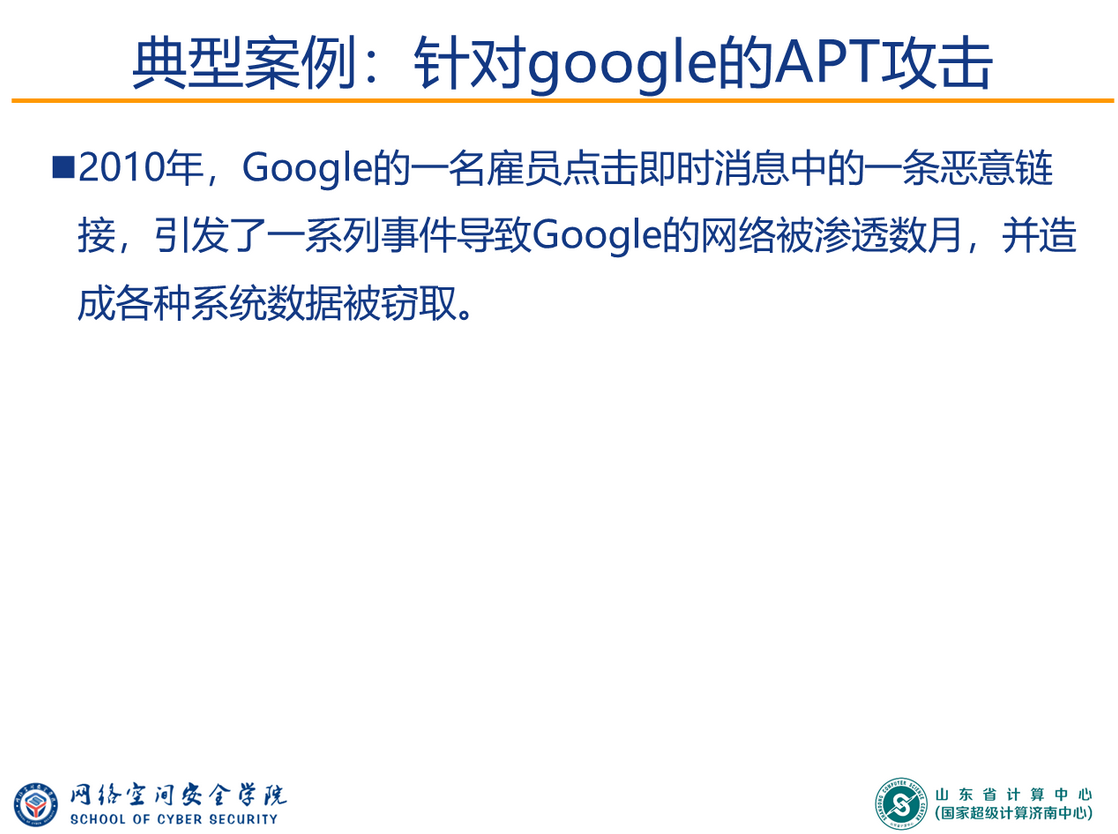 典型案例：针对google的APT攻击
■2010年，Google的一名雇员点击即时消息中的一条恶意链
接，引发了一系列事件导致Google的网络被渗透数月，并造
成各种系统数据被窃取。
网络空间安全学院
SCHOOL OF CYBER SECURITY
山东省计算中心
(国家超级计算济南中心)